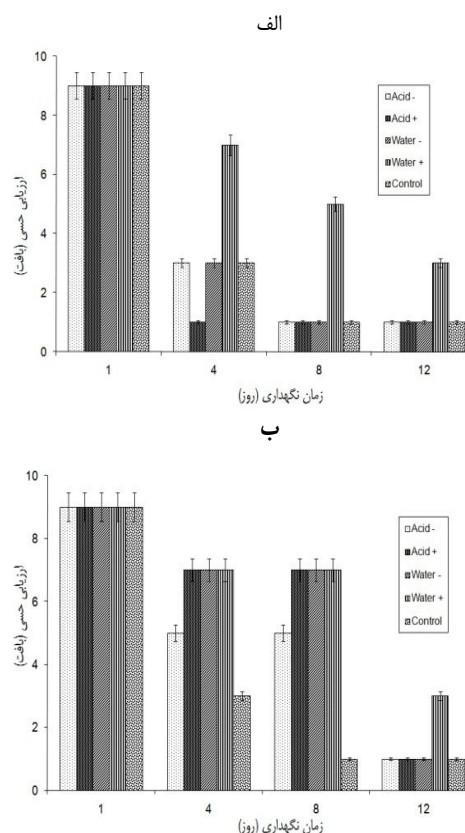 الف
10
8
6
4
2
0
ارزیابی حسی (بافت)
Acid -
Acid +
Water -
Water +
Control
1 4 8 12
زمان نگهداری (روز)
ب
10
8
6
4
2
0
ارزیابی حسی (بافت)
Acid -
Acid +
Water -
Water +
Control
1 4 8 12
زمان نگهداری (روز)